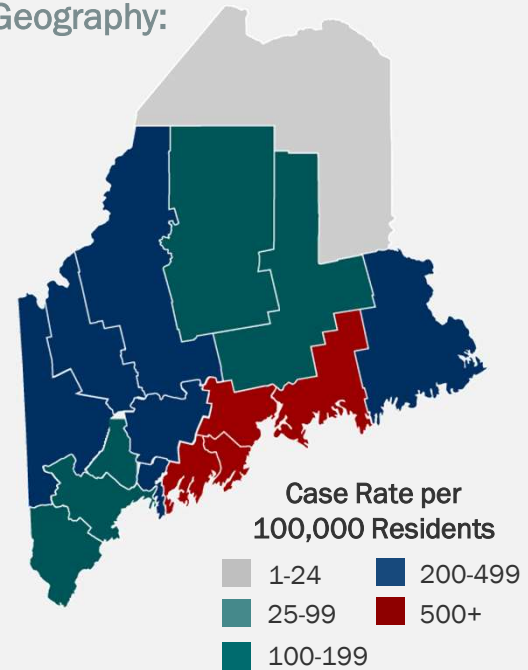 Geography:
Case Rate per
100,000 Residents
1-24
200-499
25-99
500+
100-199